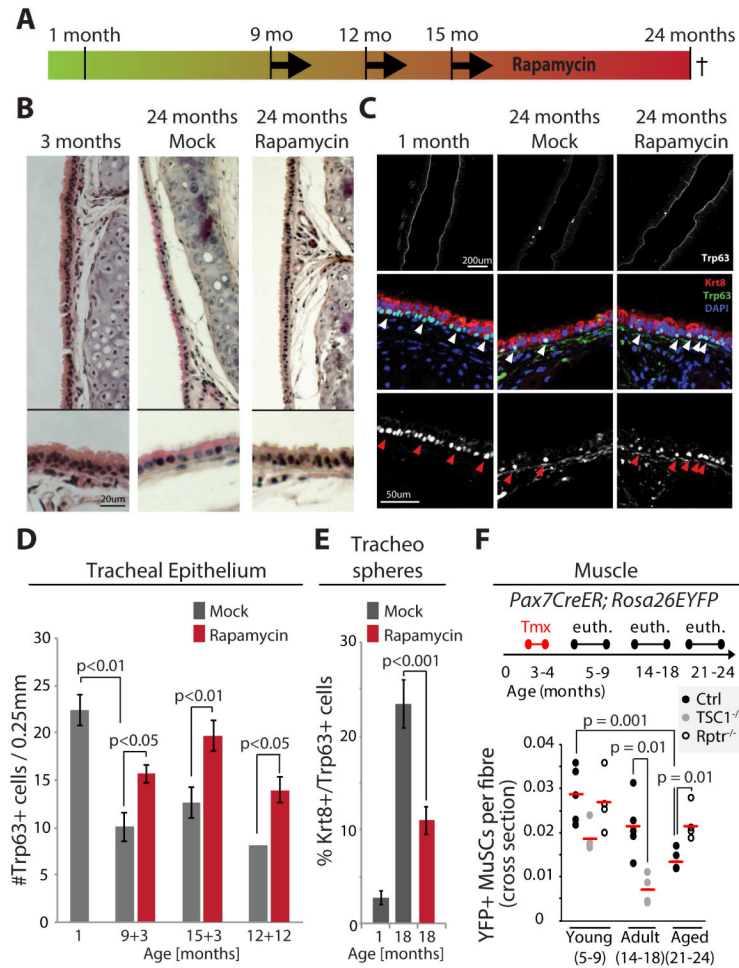 A
1 month 9 mo 12 mo 15 mo 24 months
Rapamycin †
B
3 months
24 months
Mock
24 months
Rapamycin
20um
C
1 month
24 months
Mock
24 months
Rapamycin
200um
Trp63
Krt8
Trp63
DAPI
50um
D
Tracheal Epithelium
Mock
Rapamycin
#Trp63+ cells / 0.25mm
30
25
20
15
10
5
0
p<0.01
p<0.05
p<0.01
p<0.05
1 9+3 15+3 12+12
Age [months]
E
Tracheo
spheres
Mock
Rapamycin
% Krt8+/Trp63+ cells
30
20
10
0
p<0.001
1 18 18
Age [months]
F
Muscle
Pax7CreER; Rosa26EYFP
Tmx euth. euth. euth.
0 3-4 5-9 14-18 21-24
Age (months)
Ctrl
TSC1-/-
Rptr-/-
YFP+ MuSCs per fibre
(cross section)
0.04
0.03
0.02
0.01
0
p = 0.001
p = 0.01
p = 0.01
Young Adult Aged
(5-9) (14-18) (21-24)